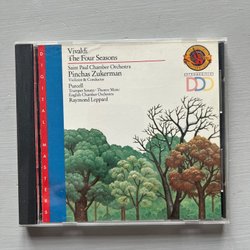 Vivaldi
The Four Seasons
Saint Paul Chamber Orchestra
Pinchas Zukerman
Violinist & Conductor
Purcell
Trumpet Sonata · Theatre Music
English Chamber Orchestra
Raymond Leppard
DDD
DIGITAL MASTERS